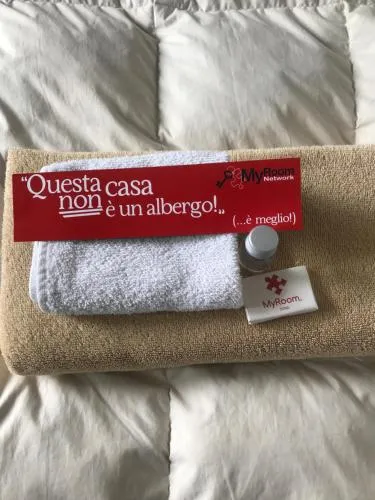 "Questa casa
non è un albergo!"
(...è meglio!)
MyRoom
Network
MyRoom.